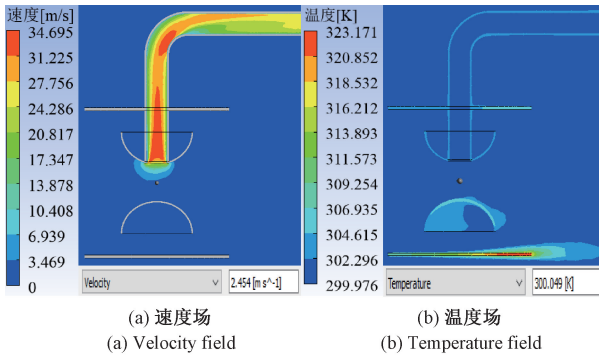 速度[m/s]
34.695
31.225
27.756
24.286
20.817
17.347
13.878
10.408
6.939
3.469
0
Velocity
2.454 [m s^-1]
温度[K]
323.171
320.852
318.532
316.212
313.893
311.573
309.254
306.935
304.615
302.296
299.976
Temperature
300.049 [K]
(a) 速度场
(a) Velocity field
(b) 温度场
(b) Temperature field